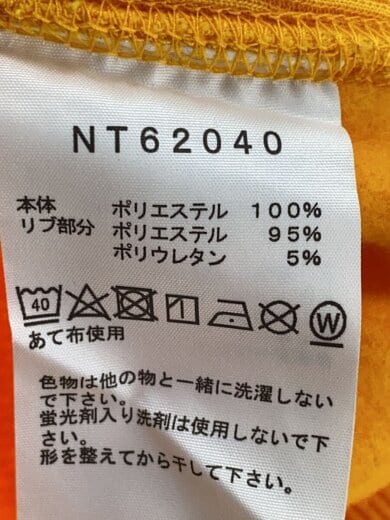 NT62040
本体 ポリエステル 100%
リブ部分 ポリエステル 95%
ポリウレタン 5%
40 W
あて布使用
色物は他の物と一緒に洗濯しない
で下さい。
蛍光剤入り洗剤は使用しないで下
さい。
形を整えてから干して下さい。